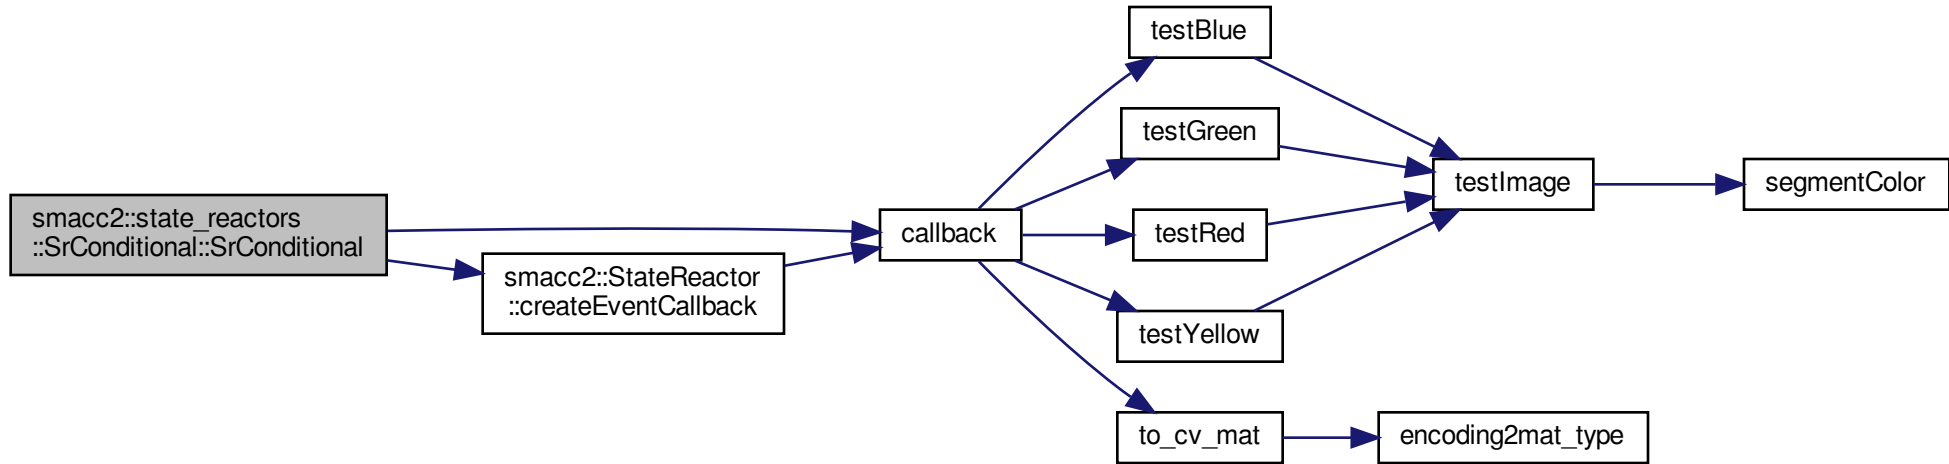 smacc2::state_reactors
::SrConditional::SrConditional
smacc2::StateReactor
::createEventCallback
callback
testBlue
testGreen
testRed
testYellow
to_cv_mat
testImage
encoding2mat_type
segmentColor